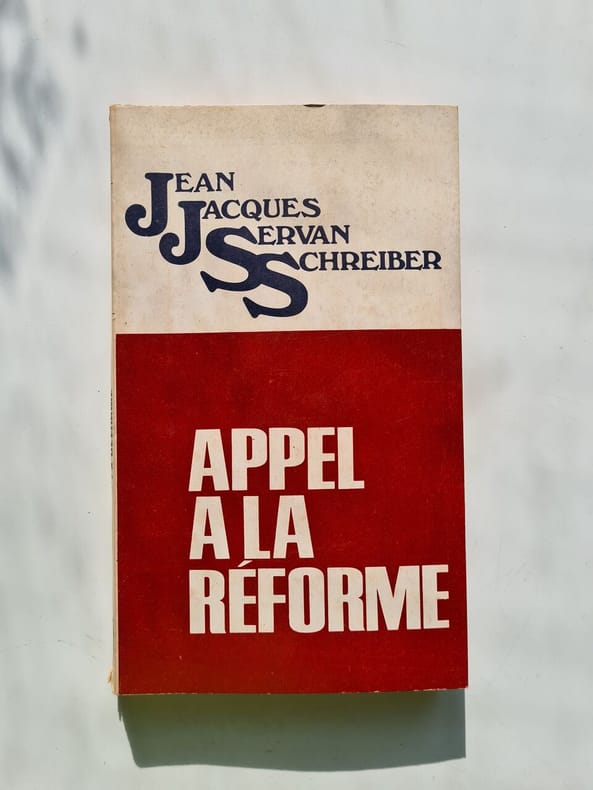 JEAN
JACQUES
SERVAN
SCHREIBER
APPEL
A LA
RÉFORME